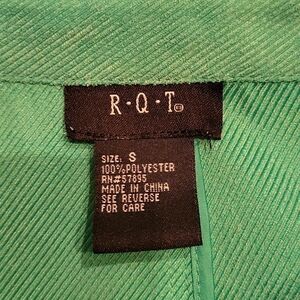 R·Q·T
SIZE: S
100%POLYESTER
RN#57895
MADE IN CHINA
SEE REVERSE
FOR CARE